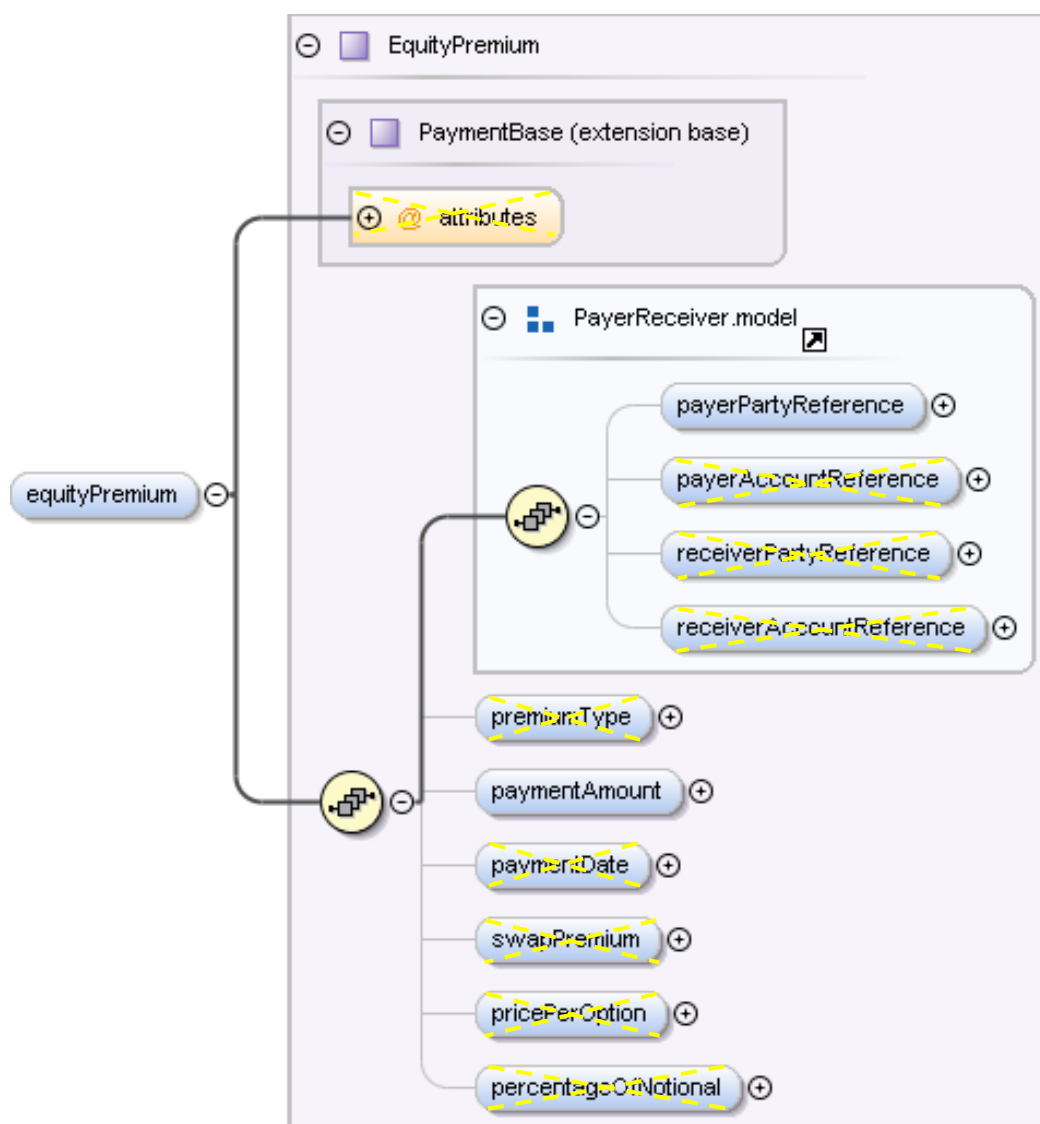 EquityPremium
PaymentBase (extension base)
@ attributes
PayerReceiver.model
payerPartyReference
payerAccountReference
equityPremium
receiverPartyReference
receiverAccountReference
premiumType
paymentAmount
paymentDate
swapPremium
pricePerOption
percentageOfNotional